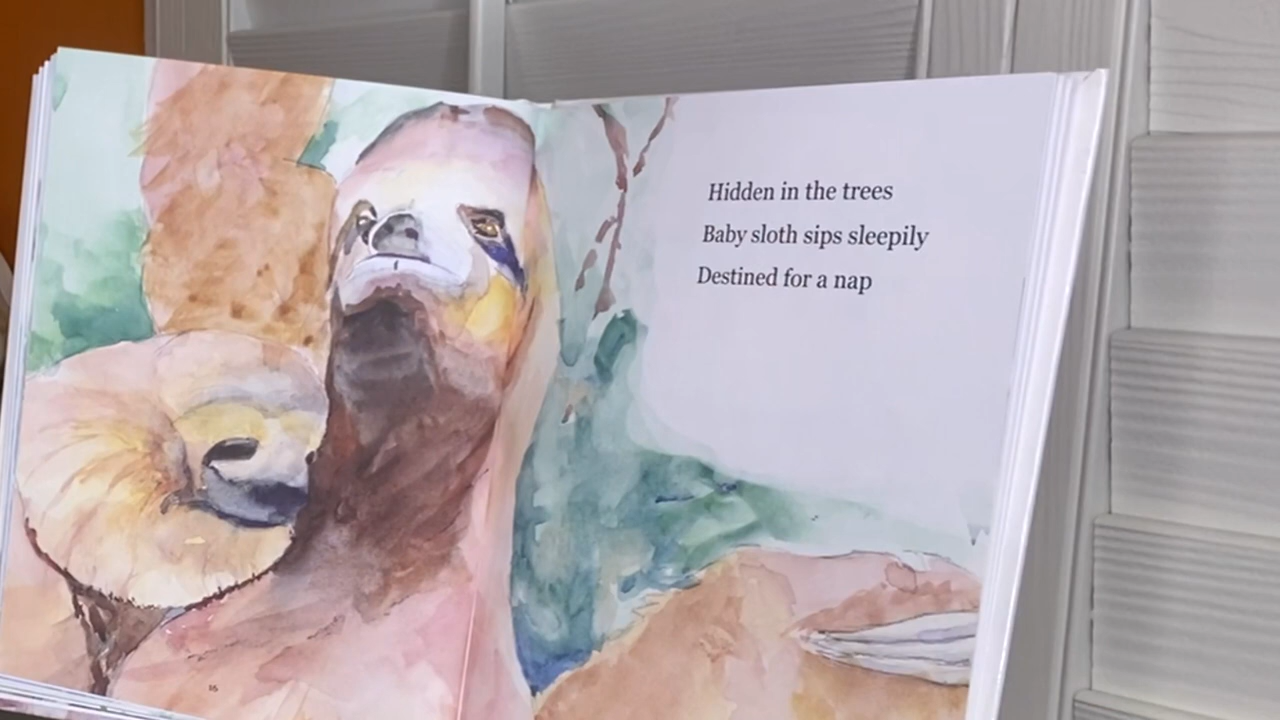 Hidden in the trees
Baby sloth sips sleepily
Destined for a nap